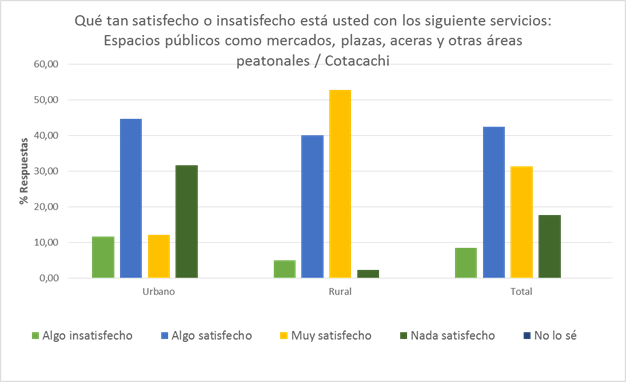 Qué tan satisfecho o insatisfecho está usted con los siguiente servicios:
Espacios públicos como mercados, plazas, aceras y otras áreas
peatonales / Cotacachi
% Respuestas
60,00
50,00
40,00
30,00
20,00
10,00
0,00
Urbano Rural Total
Algo insatisfecho Algo satisfecho Muy satisfecho Nada satisfecho No lo sé